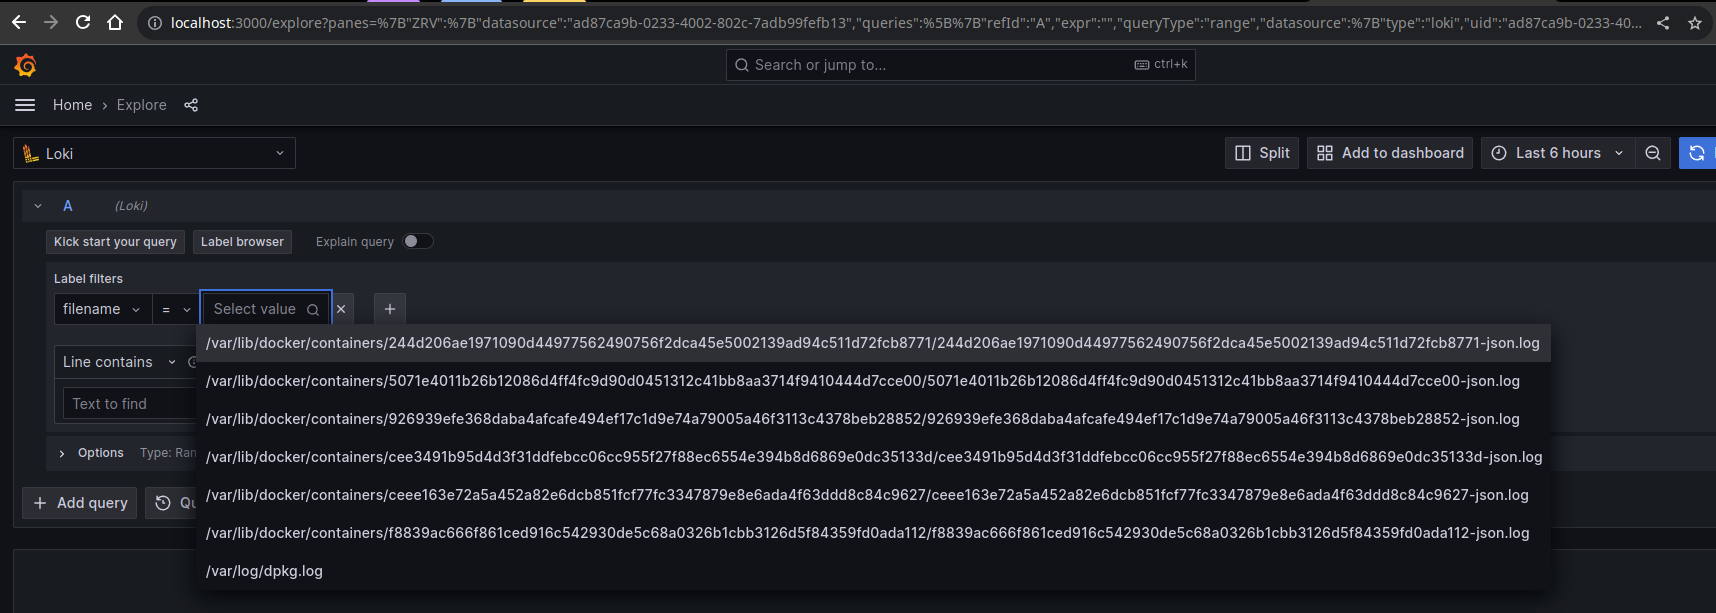 localhost:3000/explore?panes=%7B"ZRV":%7B"datasource":"ad87ca9b-0233-4002-802c-7adb99fefb13","queries":%5B%7B"refId":"A","expr":"","queryType":"range","datasource":%7B"type":"loki","uid":"ad87ca9b-0233-40...
Search or jump to... ctrl+k
Home › Explore
Loki
Split Add to dashboard Last 6 hours
A (Loki)
Kick start your query Label browser Explain query
Label filters
filename = Select value
/var/lib/docker/containers/244d206ae1971090d44977562490756f2dca45e5002139ad94c511d72fcb8771/244d206ae1971090d44977562490756f2dca45e5002139ad94c511d72fcb8771-json.log
Line contains
/var/lib/docker/containers/5071e4011b26b12086d4ff4fc9d90d0451312c41bb8aa3714f9410444d7cce00/5071e4011b26b12086d4ff4fc9d90d0451312c41bb8aa3714f9410444d7cce00-json.log
Text to find
/var/lib/docker/containers/926939efe368daba4afcafe494ef17c1d9e74a79005a46f3113c4378beb28852/926939efe368daba4afcafe494ef17c1d9e74a79005a46f3113c4378beb28852-json.log
Options Type: Ran
/var/lib/docker/containers/cee3491b95d4d3f31ddfebcc06cc955f27f88ec6554e394b8d6869e0dc35133d/cee3491b95d4d3f31ddfebcc06cc955f27f88ec6554e394b8d6869e0dc35133d-json.log
/var/lib/docker/containers/ceee163e72a5a452a82e6dcb851fcf77fc3347879e8e6ada4f63ddd8c84c9627/ceee163e72a5a452a82e6dcb851fcf77fc3347879e8e6ada4f63ddd8c84c9627-json.log
Add query Qu
/var/lib/docker/containers/f8839ac666f861ced916c542930de5c68a0326b1cbb3126d5f84359fd0ada112/f8839ac666f861ced916c542930de5c68a0326b1cbb3126d5f84359fd0ada112-json.log
/var/log/dpkg.log